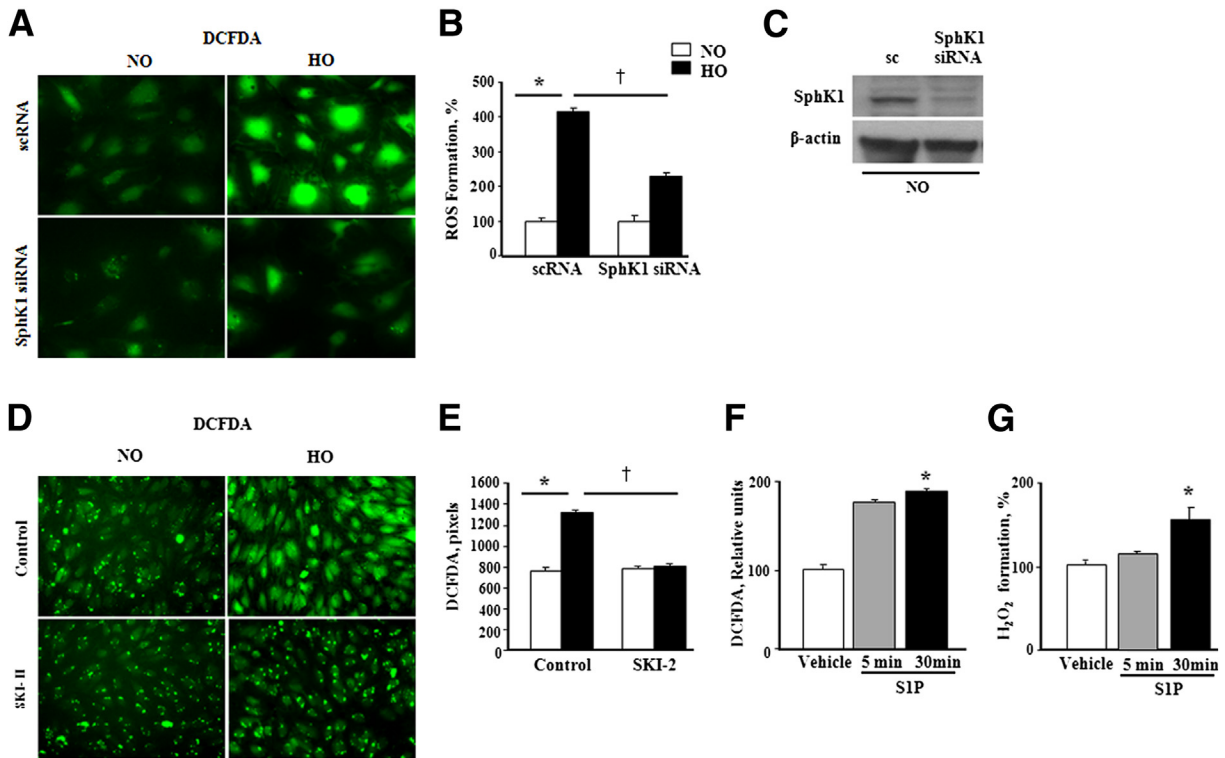 A
DCFDA
NO HO
scRNA
SphK1 siRNA
B
NO
HO
* †
500
400
300
200
100
0
ROS Formation, %
scRNA SphK1 siRNA
C
sc SphK1 siRNA
SphK1
β-actin
NO
D
DCFDA
NO HO
Control
SKI-II
E
* †
1600
1400
1200
1000
800
600
400
200
0
DCFDA, pixels
Control SKI-2
F
*
200
100
0
DCFDA, Relative units
Vehicle 5 min 30min
S1P
G
*
200
100
0
H₂O₂ formation, %
Vehicle 5 min 30min
S1P